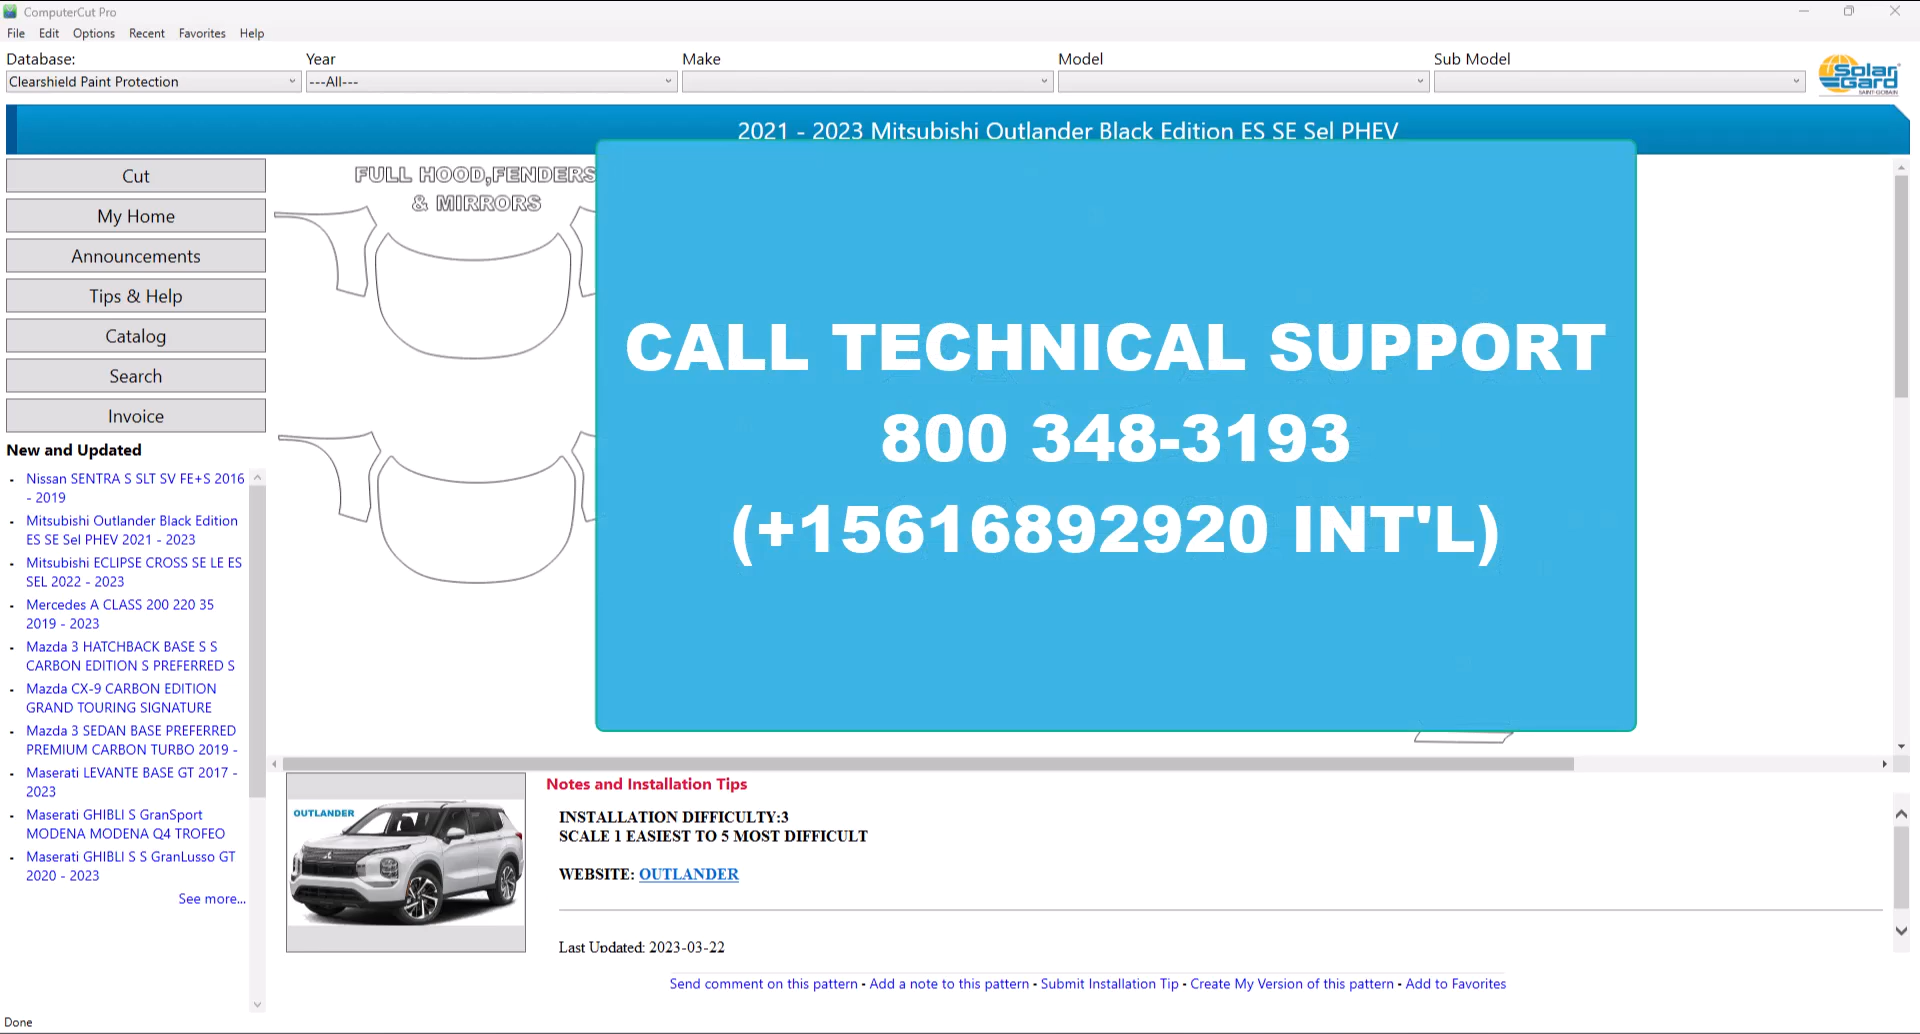 ComputerCut Pro
File Edit Options Recent Favorites Help
Database: Year Make Model Sub Model
Clearshield Paint Protection ---All---
Solar Gard
SAINT-GOBAIN
2021 - 2023 Mitsubishi Outlander Black Edition ES SE Sel PHEV
Cut
My Home
Announcements
Tips & Help
Catalog
Search
Invoice
New and Updated
- Nissan SENTRA S SLT SV FE+S 2016
- 2019
- Mitsubishi Outlander Black Edition
ES SE Sel PHEV 2021 - 2023
- Mitsubishi ECLIPSE CROSS SE LE ES
SEL 2022 - 2023
- Mercedes A CLASS 200 220 35
2019 - 2023
- Mazda 3 HATCHBACK BASE S S
CARBON EDITION S PREFERRED S
- Mazda CX-9 CARBON EDITION
GRAND TOURING SIGNATURE
- Mazda 3 SEDAN BASE PREFERRED
PREMIUM CARBON TURBO 2019 -
- Maserati LEVANTE BASE GT 2017 -
2023
- Maserati GHIBLI S GranSport
MODENA MODENA Q4 TROFEO
- Maserati GHIBLI S S GranLusso GT
2020 - 2023
See more...
FULL HOOD,FENDERS
& MIRRORS
CALL TECHNICAL SUPPORT
800 348-3193
(+15616892920 INT'L)
OUTLANDER
Notes and Installation Tips
INSTALLATION DIFFICULTY:3
SCALE 1 EASIEST TO 5 MOST DIFFICULT
WEBSITE: OUTLANDER
Last Updated: 2023-03-22
Send comment on this pattern - Add a note to this pattern - Submit Installation Tip - Create My Version of this pattern - Add to Favorites
Done